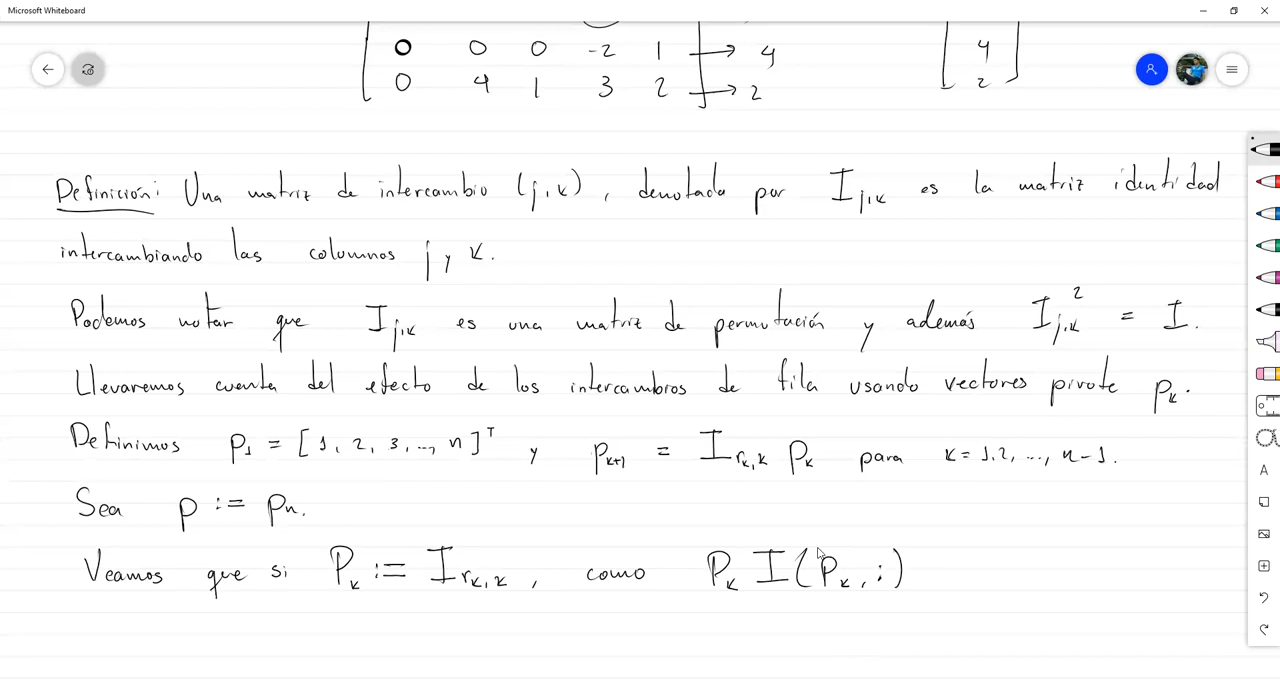 Microsoft Whiteboard
0 0 0 -2 1 → 4 4
0 4 1 3 2 → 2 2
Definición: Una matriz de intercambio (j,k), denotada por I_{j,k} es la matriz identidad
intercambiando las columnas j y k.
Podemos notar que I_{j,k} es una matriz de permutación y además I_{j,k}^2 = I.
Llevaremos cuenta del efecto de los intercambios de fila usando vectores pivote p_k.
Definimos p_1 = [1, 2, 3, ..., n]^T y p_{k+1} = I_{r_k,k} p_k para k = 1,2, ..., n-1.
Sea p := p_n.
Veamos que si P_k := I_{r_k,k}, como P_k I(p_k, :)
A